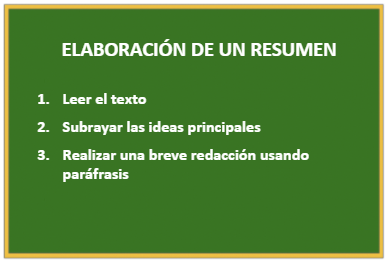 ELABORACIÓN DE UN RESUMEN
1. Leer el texto
2. Subrayar las ideas principales
3. Realizar una breve redacción usando
paráfrasis